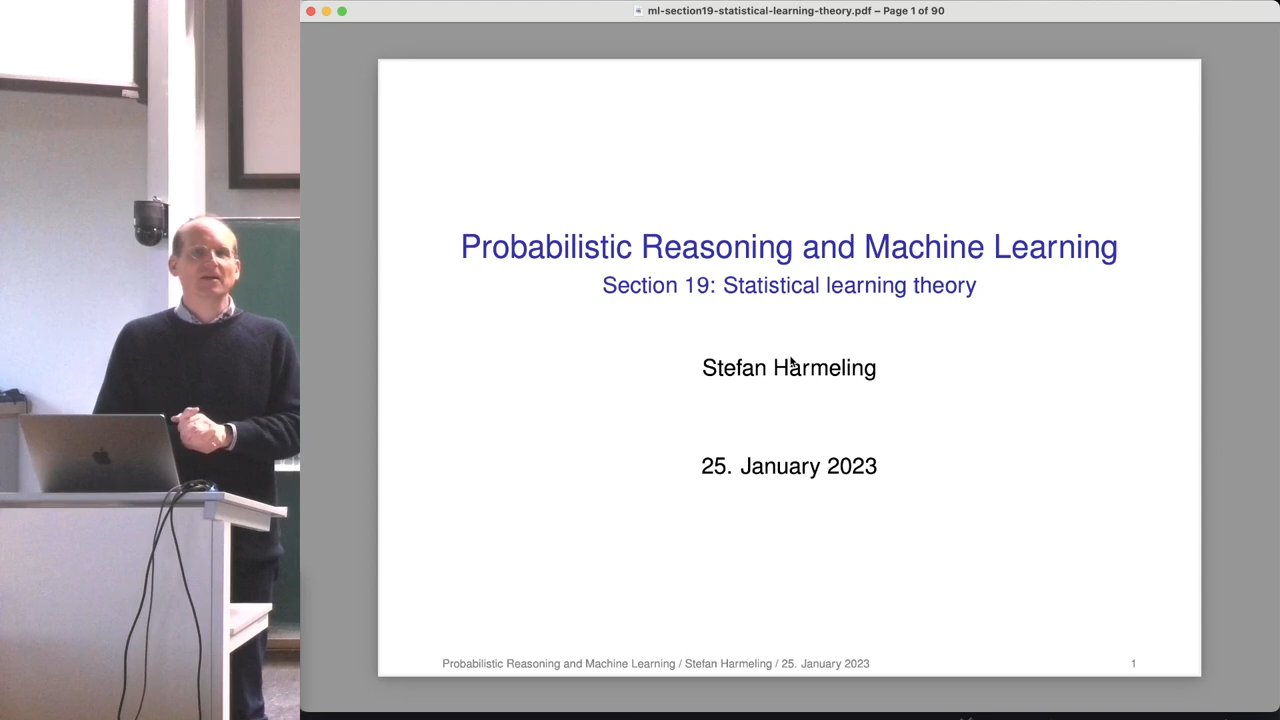 ml-section19-statistical-learning-theory.pdf – Page 1 of 90
Probabilistic Reasoning and Machine Learning
Section 19: Statistical learning theory
Stefan Harmeling
25. January 2023
Probabilistic Reasoning and Machine Learning / Stefan Harmeling / 25. January 2023
1